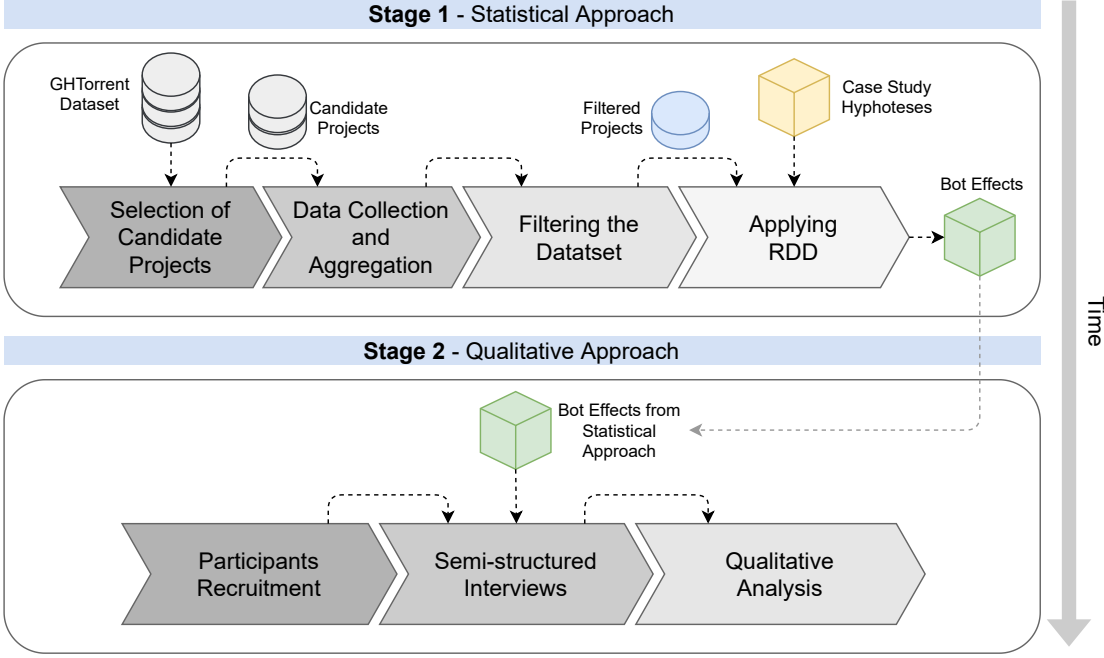 Stage 1 - Statistical Approach
GHTorrent
Dataset
Candidate
Projects
Filtered
Projects
Case Study
Hyphoteses
Selection of
Candidate
Projects
Data Collection
and
Aggregation
Filtering the
Datatset
Applying
RDD
Bot Effects
Time
Stage 2 - Qualitative Approach
Bot Effects from
Statistical
Approach
Participants
Recruitment
Semi-structured
Interviews
Qualitative
Analysis